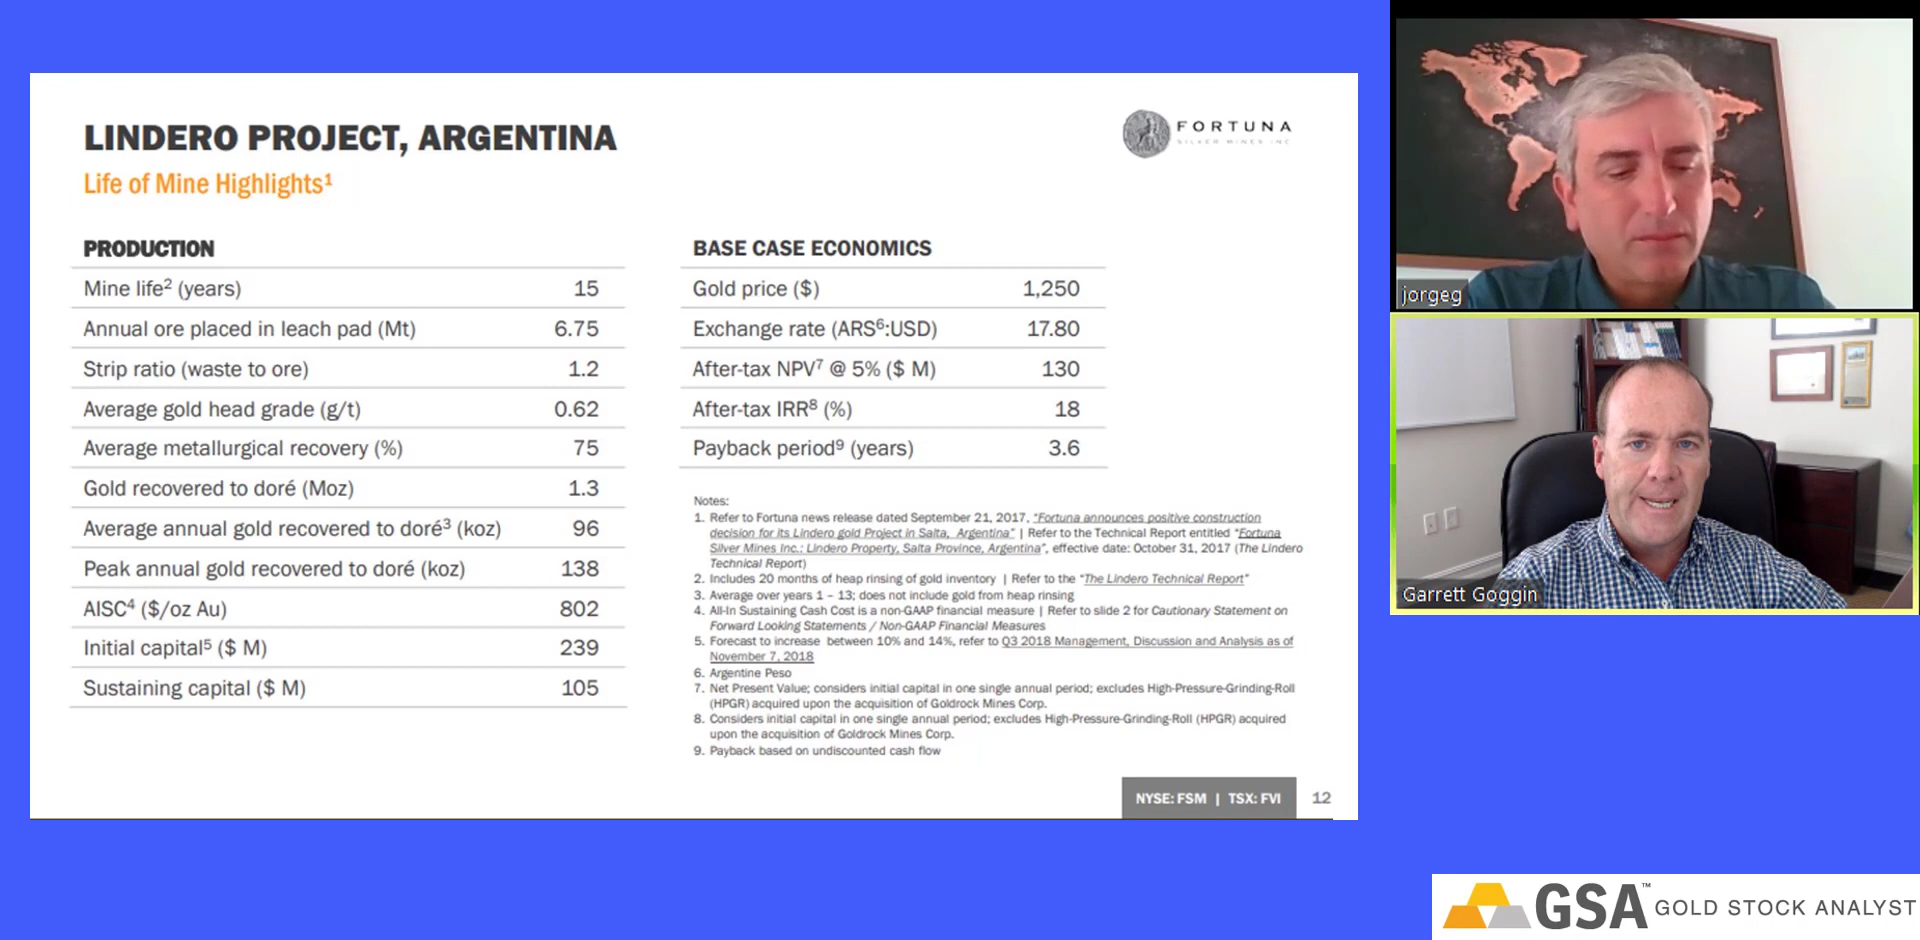 LINDERO PROJECT, ARGENTINA
Life of Mine Highlights¹
FORTUNA
SILVER MINES INC
PRODUCTION
Mine life² (years) 15
Annual ore placed in leach pad (Mt) 6.75
Strip ratio (waste to ore) 1.2
Average gold head grade (g/t) 0.62
Average metallurgical recovery (%) 75
Gold recovered to doré (Moz) 1.3
Average annual gold recovered to doré³ (koz) 96
Peak annual gold recovered to doré (koz) 138
AISC⁴ ($/oz Au) 802
Initial capital⁵ ($ M) 239
Sustaining capital ($ M) 105
BASE CASE ECONOMICS
Gold price ($) 1,250
Exchange rate (ARS⁶:USD) 17.80
After-tax NPV⁷ @ 5% ($ M) 130
After-tax IRR⁸ (%) 18
Payback period⁹ (years) 3.6
Notes:
1. Refer to Fortuna news release dated September 21, 2017, "Fortuna announces positive construction
decision for its Lindero gold Project in Salta, Argentina" | Refer to the Technical Report entitled "Fortuna
Silver Mines Inc.: Lindero Property, Salta Province, Argentina", effective date: October 31, 2017 (The Lindero
Technical Report)
2. Includes 20 months of heap rinsing of gold inventory | Refer to the "The Lindero Technical Report"
3. Average over years 1 – 13; does not include gold from heap rinsing
4. All-In Sustaining Cash Cost is a non-GAAP financial measure | Refer to slide 2 for Cautionary Statement on
Forward Looking Statements / Non-GAAP Financial Measures
5. Forecast to increase between 10% and 14%, refer to Q3 2018 Management, Discussion and Analysis as of
November 7, 2018
6. Argentine Peso
7. Net Present Value; considers initial capital in one single annual period; excludes High-Pressure-Grinding-Roll
(HPGR) acquired upon the acquisition of Goldrock Mines Corp.
8. Considers initial capital in one single annual period; excludes High-Pressure-Grinding-Roll (HPGR) acquired
upon the acquisition of Goldrock Mines Corp.
9. Payback based on undiscounted cash flow
NYSE: FSM | TSX: FVI 12
jorgeg
Garrett Goggin
GSA™ GOLD STOCK ANALYST